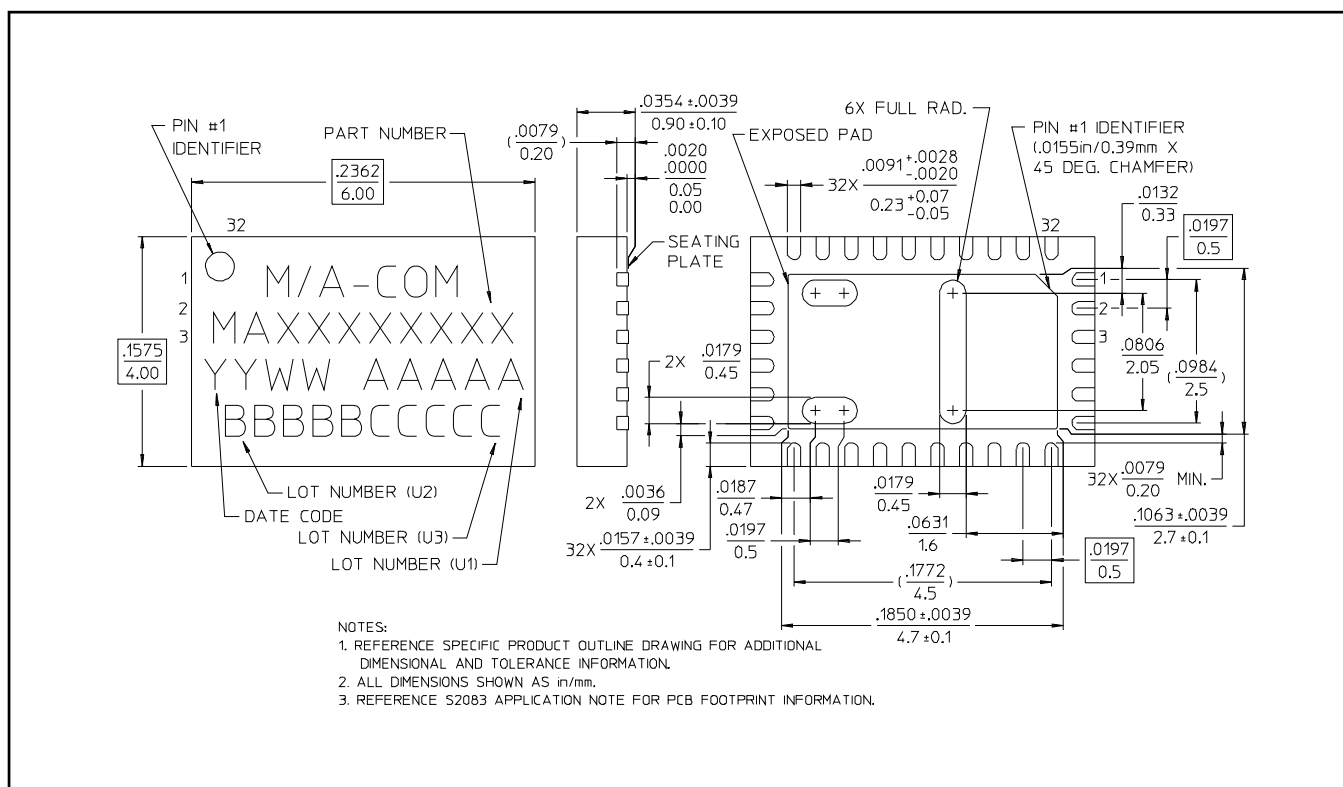 PIN #1
IDENTIFIER
PART NUMBER
.2362
6.00
32
1
2
3
.1575
4.00
M/A-COM
MAXXXXXXXXX
YYWW AAAAA
BBBBBCCCCC
LOT NUMBER (U2)
DATE CODE
LOT NUMBER (U3)
LOT NUMBER (U1)
.0354 ±.0039
0.90 ±0.10
(.0079
0.20)
.0020
.0000
0.05
0.00
SEATING
PLATE
EXPOSED PAD
6X FULL RAD.
32X .0091 +.0028
-.0020
0.23 +0.07
-0.05
PIN #1 IDENTIFIER
(.0155in/0.39mm X
45 DEG. CHAMFER)
.0132
0.33
.0197
0.5
32
1
2
3
.0806
2.05
(.0984
2.5)
2X .0179
0.45
2X .0036
0.09
32X .0157 ±.0039
0.4 ±0.1
.0187
0.47
.0197
0.5
.0179
0.45
.0631
1.6
(.1772
4.5)
.1850 ±.0039
4.7 ±0.1
32X .0079
0.20 MIN.
.1063 ±.0039
2.7 ±0.1
.0197
0.5
NOTES:
1. REFERENCE SPECIFIC PRODUCT OUTLINE DRAWING FOR ADDITIONAL
DIMENSIONAL AND TOLERANCE INFORMATION.
2. ALL DIMENSIONS SHOWN AS in/mm.
3. REFERENCE S2083 APPLICATION NOTE FOR PCB FOOTPRINT INFORMATION.